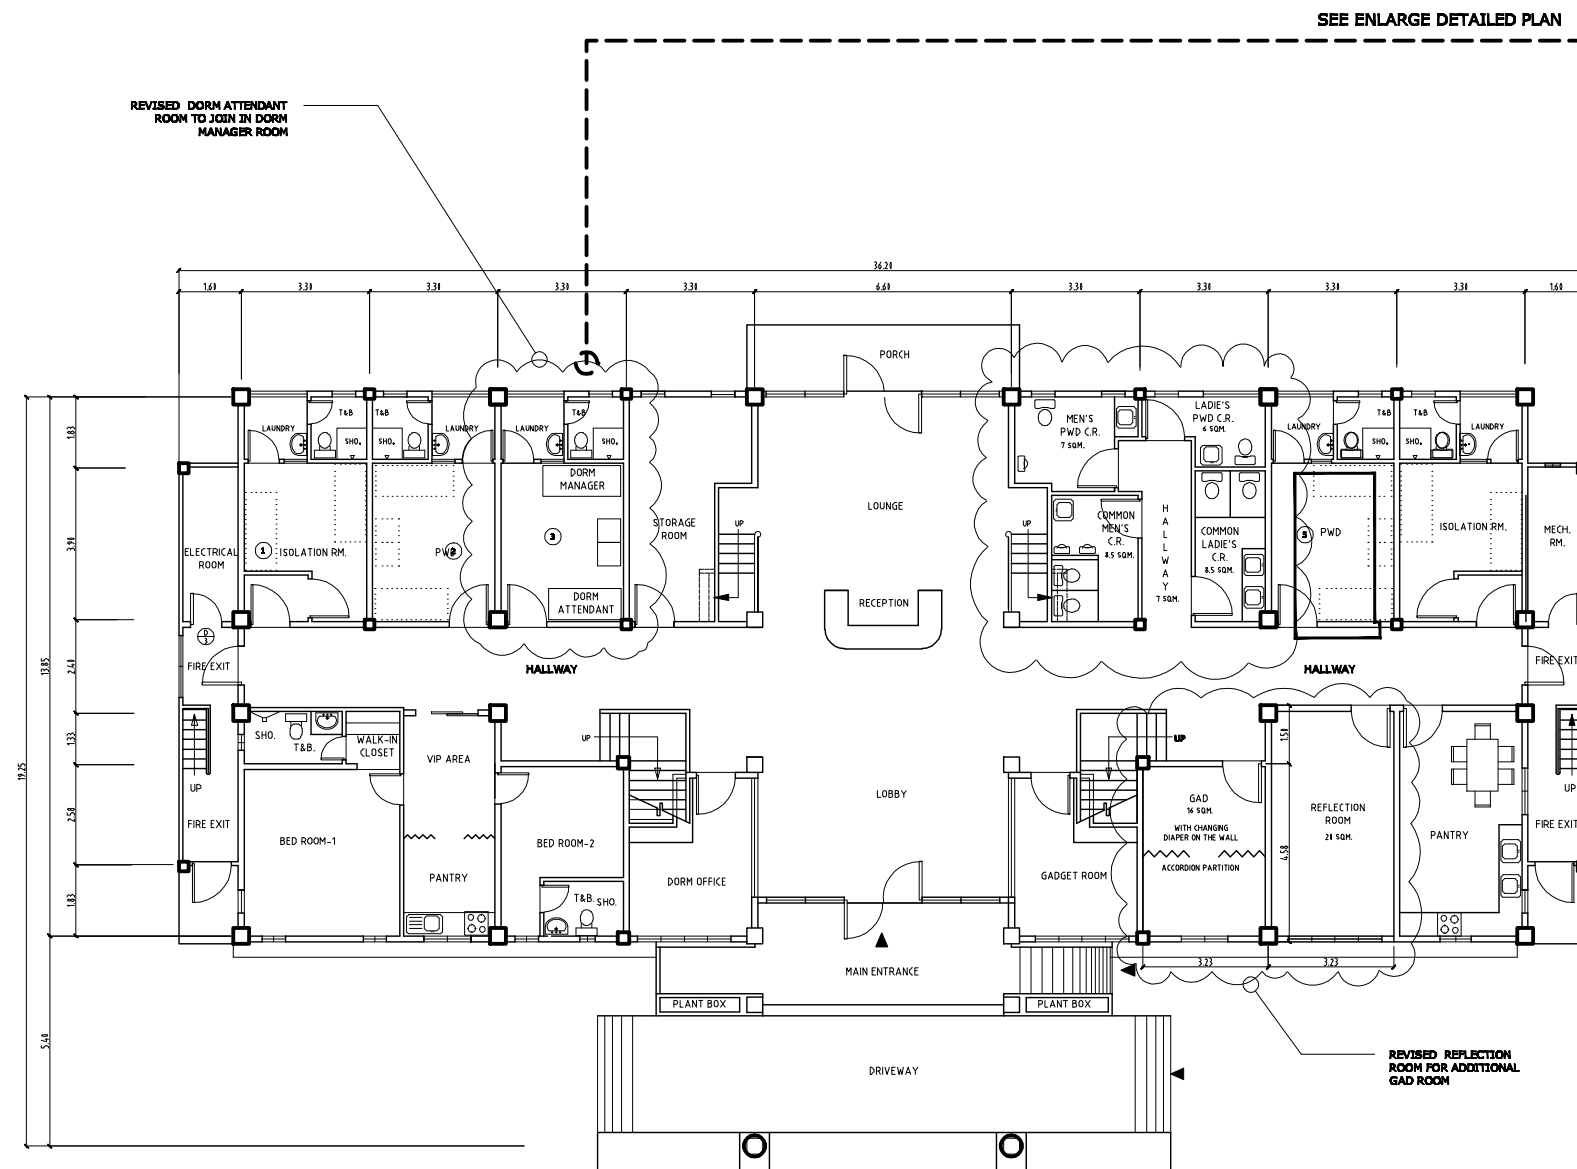 SEE ENLARGE DETAILED PLAN
REVISED DORM ATTENDANT
ROOM TO JOIN IN DORM
MANAGER ROOM
36.20
1.60
3.30
3.30
3.30
3.30
6.60
3.30
3.30
3.30
3.30
1.60
PORCH
T&B
T&B
T&B
LADIE'S
PWD C.R.
6 SQM.
T&B
T&B
MEN'S
PWD C.R.
7 SQM.
LAUNDRY
LAUNDRY
LAUNDRY
LAUNDRY
LAUNDRY
SHO.
SHO.
SHO.
SHO.
SHO.
1.83
DORM
MANAGER
LOUNGE
STORAGE
ROOM
UP
UP
COMMON
MEN'S
C.R.
8.5 SQM.
HALLWAY
7 SQM.
COMMON
LADIE'S
C.R.
8.5 SQM.
5
PWD
ISOLATION RM.
MECH.
RM.
3.90
ELECTRICAL
ROOM
1
ISOLATION RM.
PWD
2
3
DORM
ATTENDANT
RECEPTION
D
3
FIRE EXIT
HALLWAY
HALLWAY
FIRE EXIT
2.40
13.85
19.25
SHO.
T&B.
WALK-IN
CLOSET
VIP AREA
UP
UP
1.50
1.33
UP
UP
LOBBY
GAD
16 SQM.
WITH CHANGING
DIAPER ON THE WALL
ACCORDION PARTITION
REFLECTION
ROOM
21 SQM.
4.58
PANTRY
2.58
FIRE EXIT
FIRE EXIT
BED ROOM-1
BED ROOM-2
PANTRY
DORM OFFICE
GADGET ROOM
T&B.
SHO.
1.83
3.23
3.23
MAIN ENTRANCE
PLANT BOX
PLANT BOX
5.40
DRIVEWAY
REVISED REFLECTION
ROOM FOR ADDITIONAL
GAD ROOM